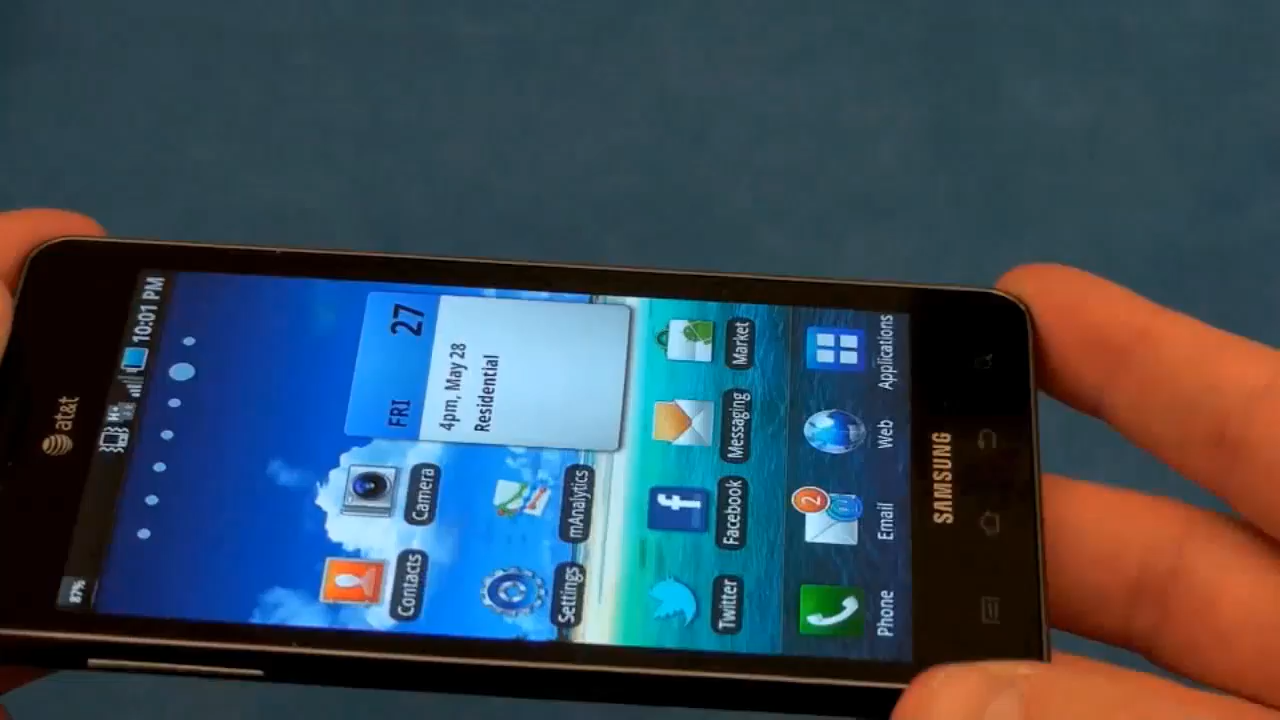 at&t
87%
10:01 PM
FRI 27
4pm, May 28
Residential
Contacts
Camera
Settings
mAnalytics
Twitter
Facebook
Messaging
Market
Phone
Email
2
Web
Applications
SAMSUNG